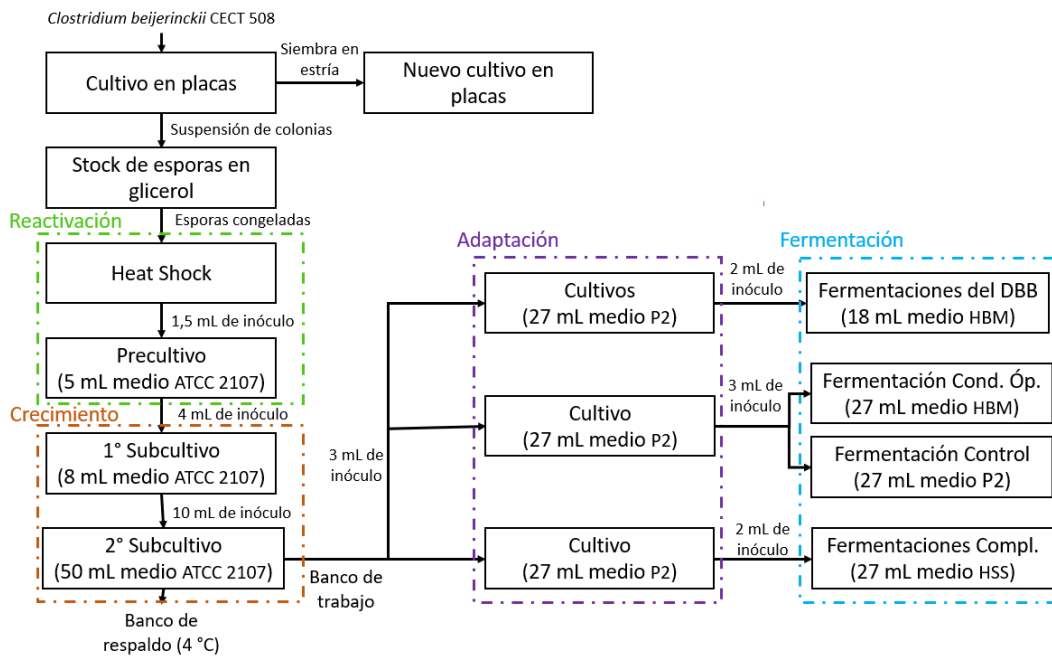 Clostridium beijerinckii CECT 508
Cultivo en placas
Siembra en
estría
Nuevo cultivo en
placas
Suspensión de colonias
Stock de esporas en
glicerol
Reactivación
Esporas congeladas
Heat Shock
1,5 mL de inóculo
Precultivo
(5 mL medio ATCC 2107)
Crecimiento
4 mL de inóculo
1° Subcultivo
(8 mL medio ATCC 2107)
10 mL de inóculo
2° Subcultivo
(50 mL medio ATCC 2107)
Banco de
respaldo (4 °C)
Banco de
trabajo
3 mL de
inóculo
Adaptación
Cultivos
(27 mL medio P2)
Cultivo
(27 mL medio P2)
Cultivo
(27 mL medio P2)
2 mL de
inóculo
3 mL de
inóculo
2 mL de
inóculo
Fermentación
Fermentaciones del DBB
(18 mL medio HBM)
Fermentación Cond. Óp.
(27 mL medio HBM)
Fermentación Control
(27 mL medio P2)
Fermentaciones Compl.
(27 mL medio HSS)